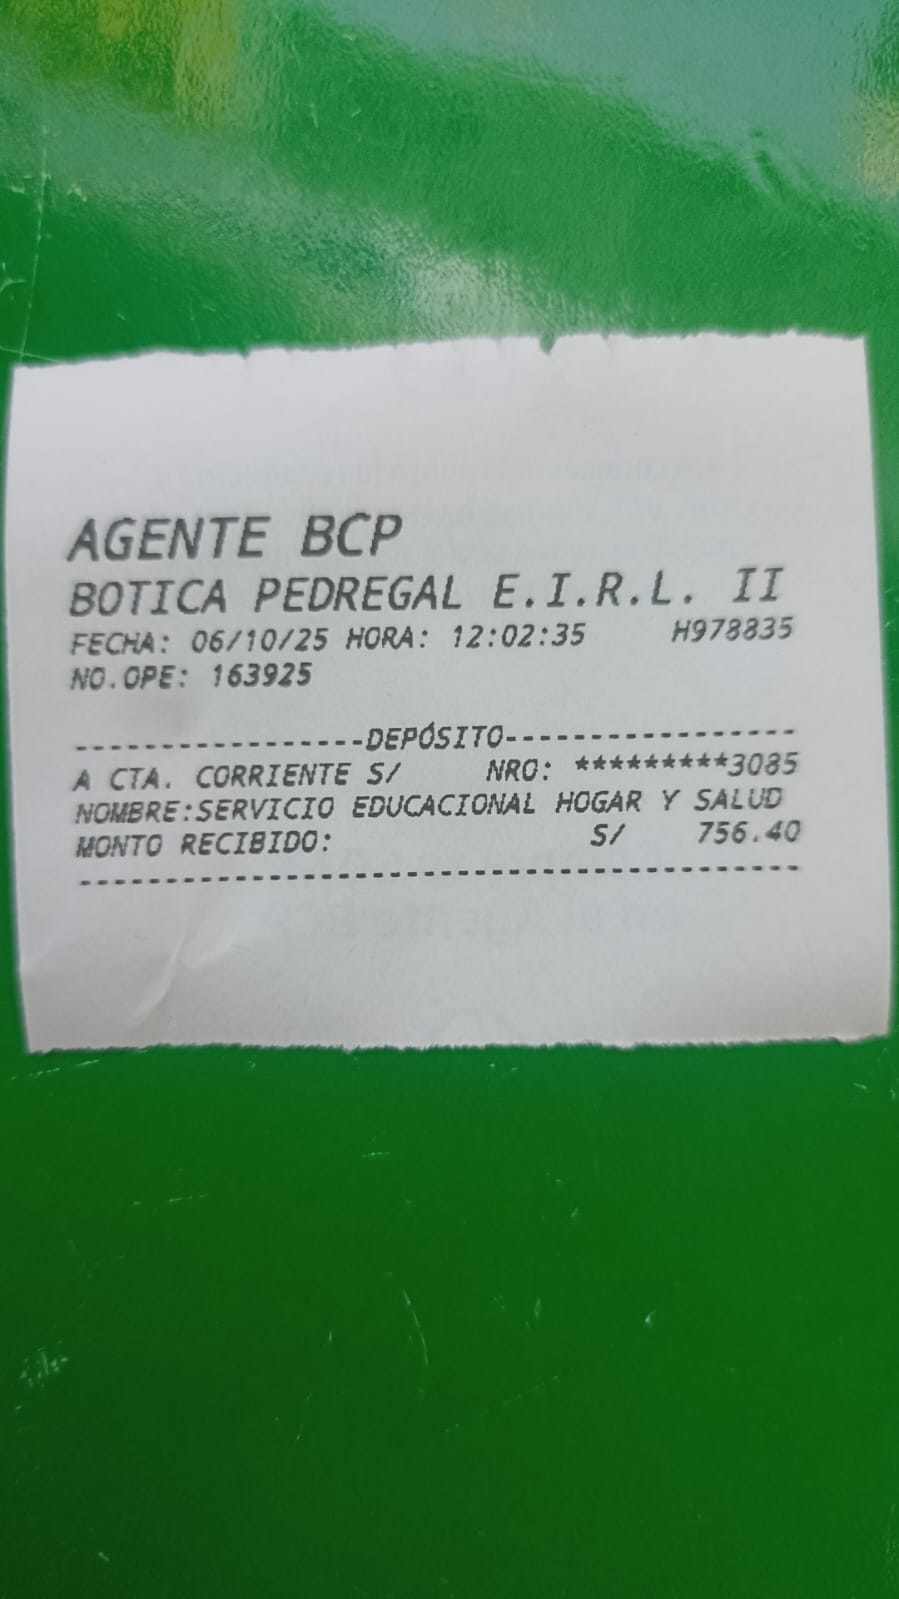 AGENTE BCP
BOTICA PEDREGAL E.I.R.L. II
FECHA: 06/10/25 HORA: 12:02:35 H978835
NO.OPE: 163925
-----------------DEPÓSITO-----------------
A CTA. CORRIENTE S/ NRO: *********3085
NOMBRE:SERVICIO EDUCACIONAL HOGAR Y SALUD
MONTO RECIBIDO: S/ 756.40
------------------------------------------